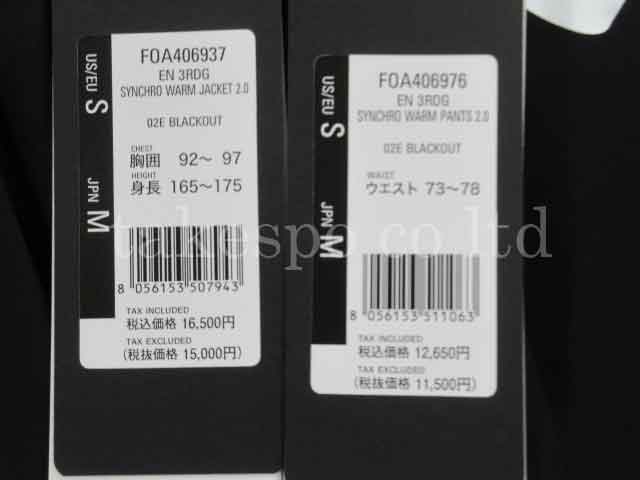 FOA406937
EN 3RDG
SYNCHRO WARM JACKET 2.0
02E BLACKOUT
CHEST
胸囲 92～ 97
HEIGHT
身長 165～175
US/EU S
JPN M
8 056153 507943
TAX INCLUDED
税込価格 16,500円
TAX EXCLUDED
(税抜価格 15,000円)
FOA406976
EN 3RDG
SYNCHRO WARM PANTS 2.0
02E BLACKOUT
WAIST
ウエスト 73～78
US/EU S
JPN M
8 056153 511063
TAX INCLUDED
税込価格 12,650円
TAX EXCLUDED
(税抜価格 11,500円)
takespo co ltd